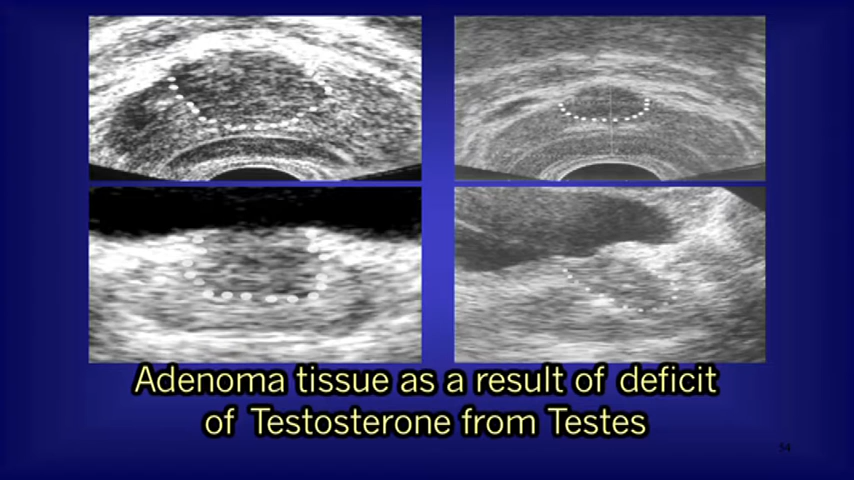 Adenoma tissue as a result of deficit
of Testosterone from Testes
54